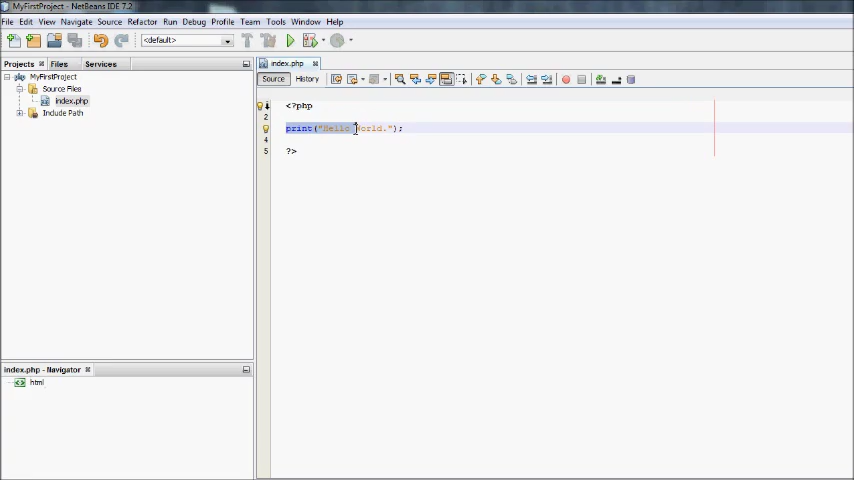 MyFirstProject - NetBeans IDE 7.2
File Edit View Navigate Source Refactor Run Debug Profile Team Tools Window Help
<default>
Projects Files Services
MyFirstProject
Source Files
index.php
Include Path
index.php - Navigator
html
index.php
Source History
1 <?php
2
3 print("Hello World.");
4
5 ?>